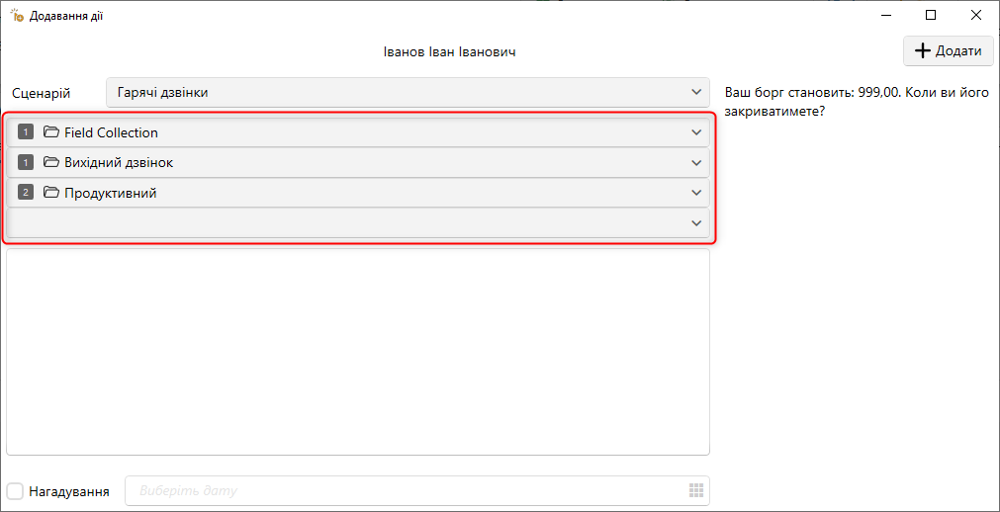 Додавання дії
Іванов Іван Іванович
Додати
Сценарій
Гарячі дзвінки
Ваш борг становить: 999,00. Коли ви його
закриватимете?
1 Field Collection
1 Вихідний дзвінок
2 Продуктивний
Нагадування
Виберіть дату